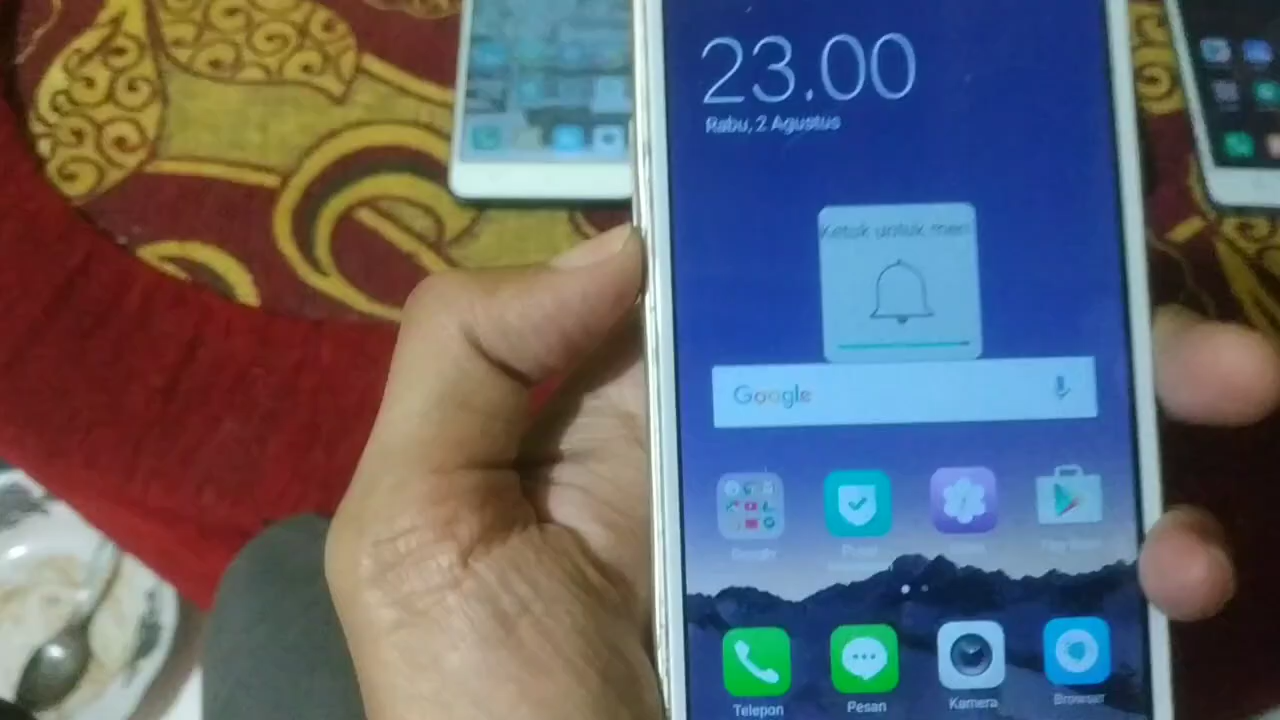 23.00
Rabu, 2 Agustus
Ketuk untuk men
Google
Telepon
Pesan
Kamera
Browser